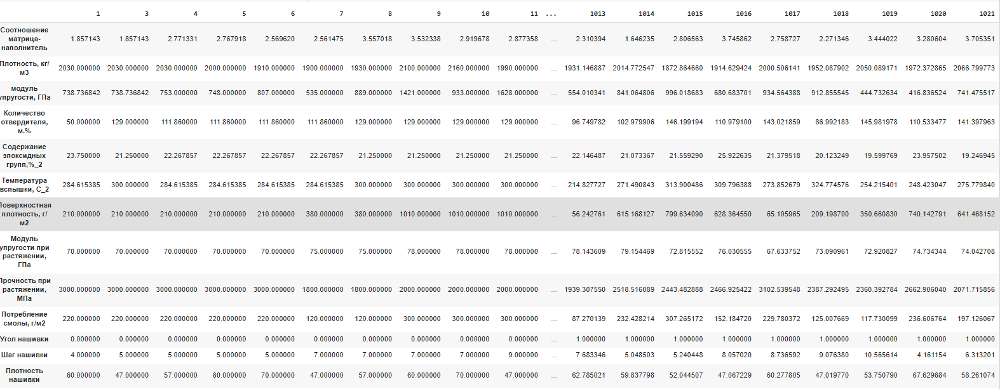 1 3 4 5 6 7 8 9 10 11 ... 1013 1014 1015 1016 1017 1018 1019 1020 1021
Соотношение
матрица-
наполнитель
1.857143 1.857143 2.771331 2.767918 2.569620 2.561475 3.557018 3.532338 2.919678 2.877358 ... 2.310394 1.646235 2.806563 3.745862 2.758727 2.271346 3.444022 3.280604 3.705351
Плотность, кг/
м3
2030.000000 2030.000000 2030.000000 2000.000000 1910.000000 1900.000000 1930.000000 2100.000000 2160.000000 1990.000000 ... 1931.146887 2014.772547 1872.864660 1914.629424 2000.506141 1952.087902 2050.089171 1972.372865 2066.799773
модуль
упругости, ГПа
738.736842 738.736842 753.000000 748.000000 807.000000 535.000000 889.000000 1421.000000 933.000000 1628.000000 ... 554.010341 841.064806 996.018683 680.683701 934.564388 912.855545 444.732634 416.836524 741.475517
Количество
отвердителя,
м.%
50.000000 129.000000 111.860000 111.860000 111.860000 111.860000 129.000000 129.000000 129.000000 129.000000 ... 96.749782 102.979906 146.199194 110.979100 143.021859 86.992183 145.981978 110.533477 141.397963
Содержание
эпоксидных
групп,%_2
23.750000 21.250000 22.267857 22.267857 22.267857 22.267857 21.250000 21.250000 21.250000 21.250000 ... 22.146487 21.073367 21.559290 25.922635 21.379518 20.123249 19.599769 23.957502 19.246945
Температура
вспышки, С_2
284.615385 300.000000 284.615385 284.615385 284.615385 284.615385 300.000000 300.000000 300.000000 300.000000 ... 214.827727 271.490843 313.900486 309.796388 273.852679 324.774576 254.215401 248.423047 275.779840
Поверхностная
плотность, г/
м2
210.000000 210.000000 210.000000 210.000000 210.000000 380.000000 380.000000 1010.000000 1010.000000 1010.000000 ... 56.242761 615.168127 799.634090 628.364550 65.105965 209.198700 350.660830 740.142791 641.468152
Модуль
упругости при
растяжении,
ГПа
70.000000 70.000000 70.000000 70.000000 70.000000 75.000000 75.000000 78.000000 78.000000 78.000000 ... 78.143609 79.154469 72.815552 76.030555 67.633752 73.090961 72.920827 74.734344 74.042708
Прочность при
растяжении,
МПа
3000.000000 3000.000000 3000.000000 3000.000000 3000.000000 1800.000000 1800.000000 2000.000000 2000.000000 2000.000000 ... 1939.307550 2518.516089 2443.482888 2466.925422 3102.539548 2387.292495 2360.392784 2662.906040 2071.715856
Потребление
смолы, г/м2
220.000000 220.000000 220.000000 220.000000 220.000000 120.000000 120.000000 300.000000 300.000000 300.000000 ... 87.270139 232.428214 307.265172 152.184720 229.780372 125.007669 117.730099 236.606764 197.126067
Угол нашивки
0.000000 0.000000 0.000000 0.000000 0.000000 0.000000 0.000000 0.000000 0.000000 0.000000 ... 1.000000 1.000000 1.000000 1.000000 1.000000 1.000000 1.000000 1.000000 1.000000
Шаг нашивки
4.000000 5.000000 5.000000 5.000000 5.000000 7.000000 7.000000 7.000000 7.000000 9.000000 ... 7.683346 5.048503 5.240448 8.057020 8.736592 9.076380 10.565614 4.161154 6.313201
Плотность
нашивки
60.000000 47.000000 57.000000 60.000000 70.000000 47.000000 57.000000 60.000000 70.000000 47.000000 ... 62.785021 59.837798 52.044507 47.067229 60.277805 47.019770 53.750790 67.629684 58.261074